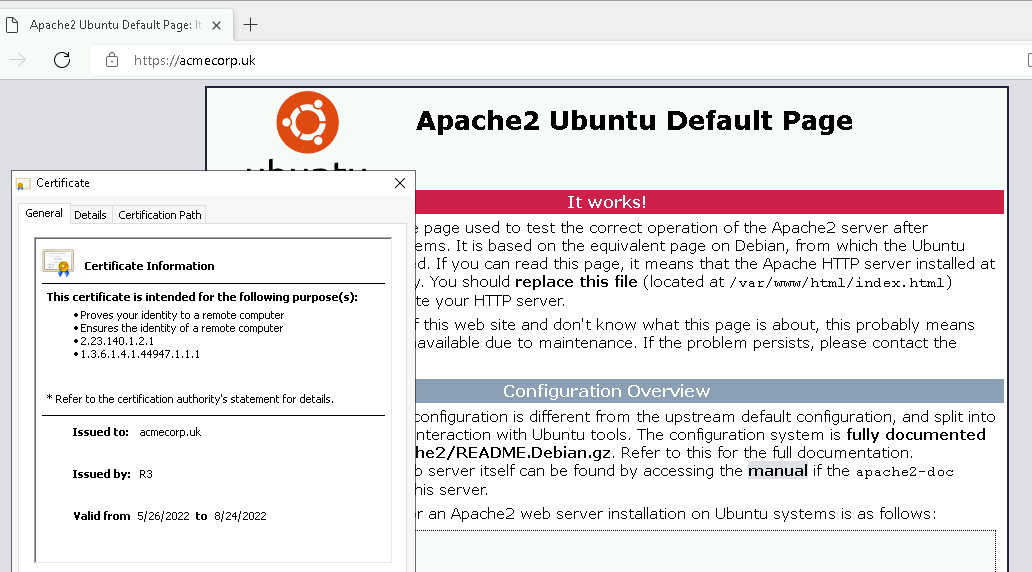 Apache2 Ubuntu Default Page: It
https://acmecorp.uk
Apache2 Ubuntu Default Page
ubuntu
Certificate
General Details Certification Path
Certificate Information
This certificate is intended for the following purpose(s):
•Proves your identity to a remote computer
•Ensures the identity of a remote computer
•2.23.140.1.2.1
•1.3.6.1.4.1.44947.1.1.1
* Refer to the certification authority's statement for details.
Issued to: acmecorp.uk
Issued by: R3
Valid from 5/26/2022 to 8/24/2022
It works!
page used to test the correct operation of the Apache2 server after
ems. It is based on the equivalent page on Debian, from which the Ubuntu
ed. If you can read this page, it means that the Apache HTTP server installed at
y. You should replace this file (located at /var/www/html/index.html)
te your HTTP server.
f this web site and don't know what this page is about, this probably means
available due to maintenance. If the problem persists, please contact the
Configuration Overview
configuration is different from the upstream default configuration, and split into
interaction with Ubuntu tools. The configuration system is fully documented
he2/README.Debian.gz. Refer to this for the full documentation.
b server itself can be found by accessing the manual if the apache2-doc
his server.
or an Apache2 web server installation on Ubuntu systems is as follows: